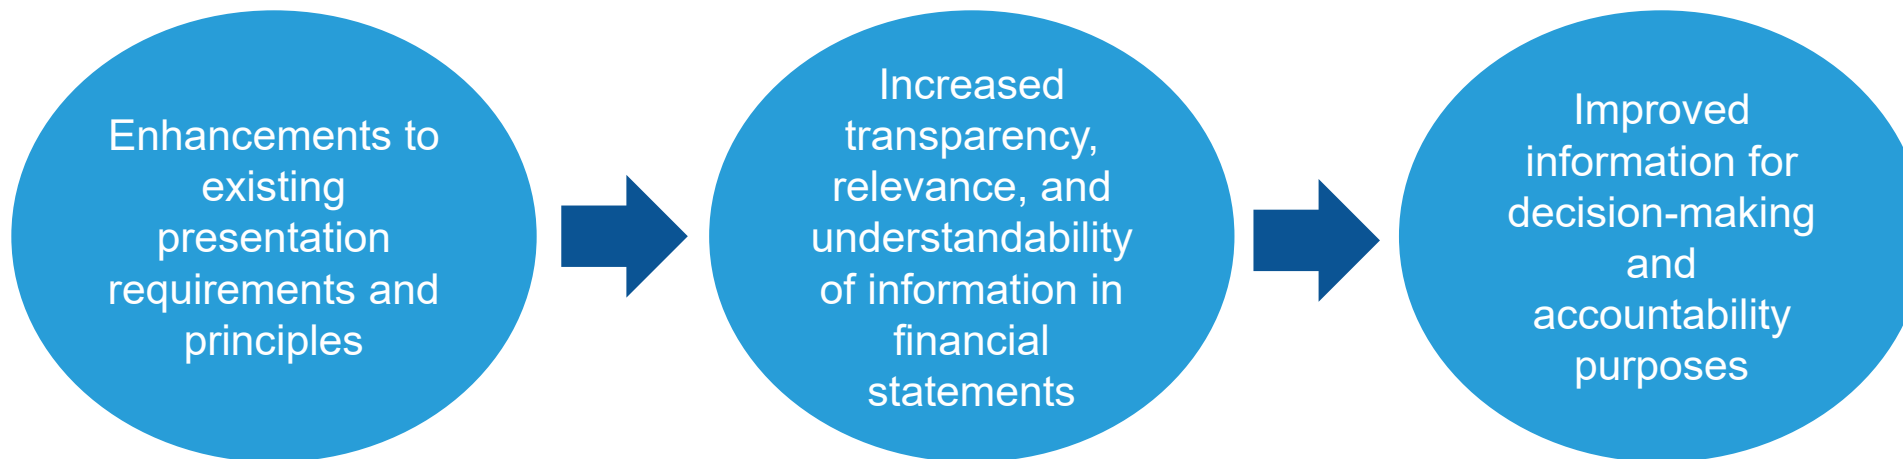 Enhancements to
existing
presentation
requirements and
principles
Increased
transparency,
relevance, and
understandability
of information in
financial
statements
Improved
information for
decision-making
and
accountability
purposes